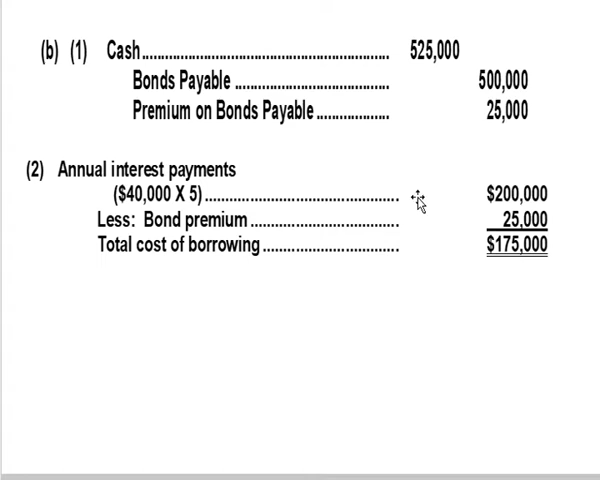 (b) (1) Cash.............................................................. 525,000
Bonds Payable ....................................... 500,000
Premium on Bonds Payable................... 25,000
(2) Annual interest payments
($40,000 X 5)................................................ $200,000
Less: Bond premium.................................... 25,000
Total cost of borrowing................................. $175,000